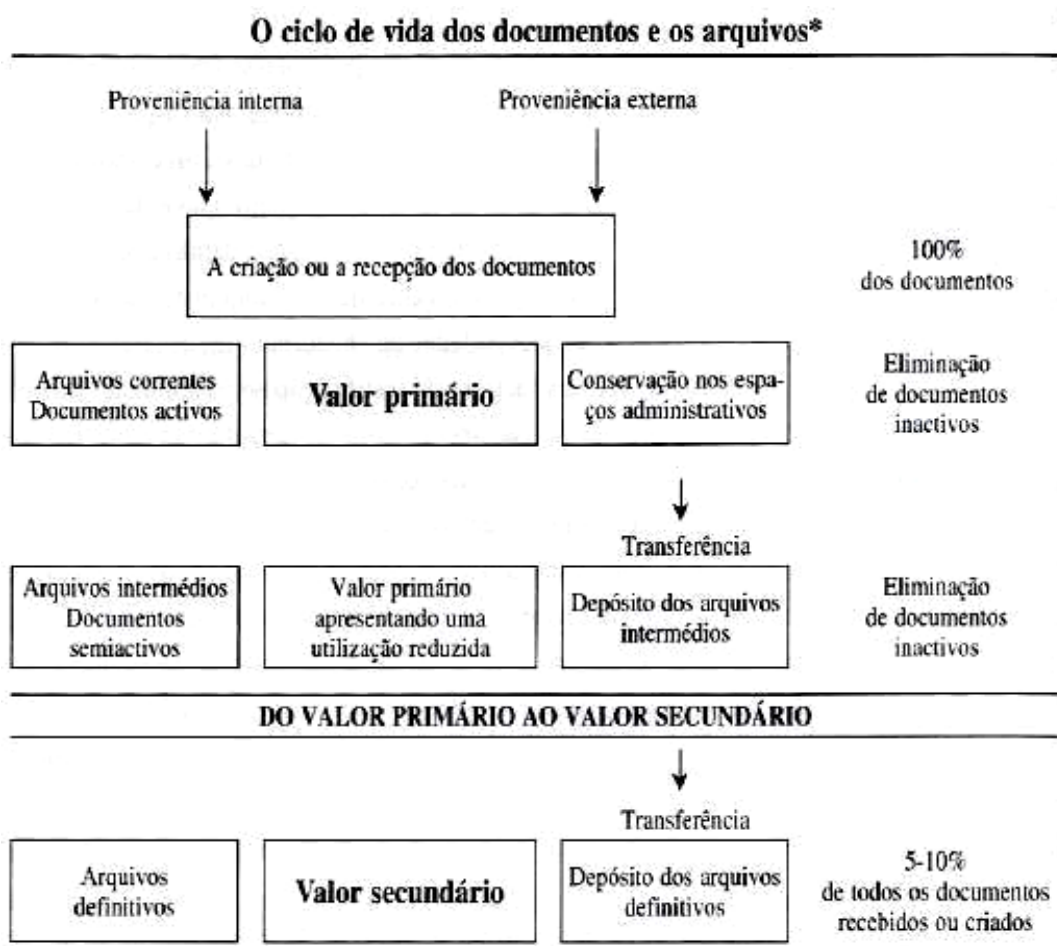 O ciclo de vida dos documentos e os arquivos*
Proveniência interna
Proveniência externa
A criação ou a recepção dos documentos
100%
dos documentos
Arquivos correntes
Documentos activos
Valor primário
Conservação nos espa-
ços administrativos
Eliminação
de documentos
inactivos
Transferência
Arquivos intermédios
Documentos
semiactivos
Valor primário
apresentando uma
utilização reduzida
Depósito dos arquivos
intermédios
Eliminação
de documentos
inactivos
DO VALOR PRIMÁRIO AO VALOR SECUNDÁRIO
Transferência
Arquivos
definitivos
Valor secundário
Depósito dos arquivos
definitivos
5-10%
de todos os documentos
recebidos ou criados